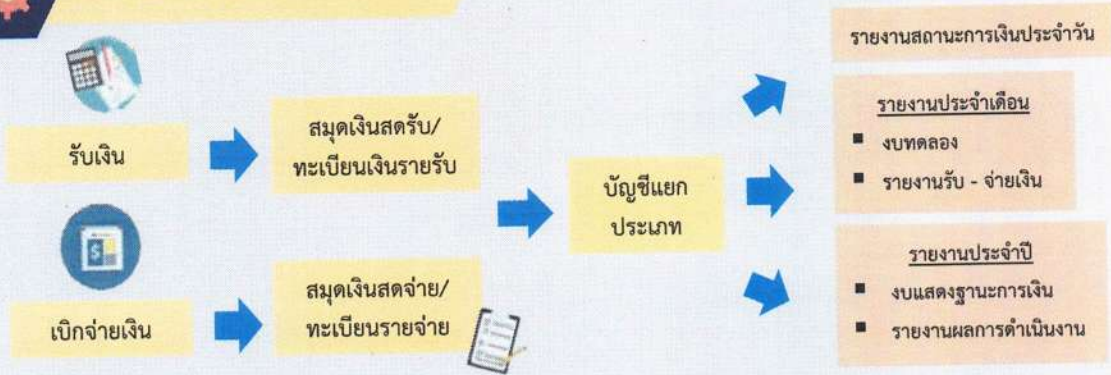 รับเงิน
สมุดเงินสดรับ/
ทะเบียนเงินรายรับ
เบิกจ่ายเงิน
สมุดเงินสดจ่าย/
ทะเบียนรายจ่าย
บัญชีแยก
ประเภท
รายงานสถานะการเงินประจำวัน
รายงานประจำเดือน
▪ งบทดลอง
▪ รายงานรับ - จ่ายเงิน
รายงานประจำปี
▪ งบแสดงฐานะการเงิน
▪ รายงานผลการดำเนินงาน